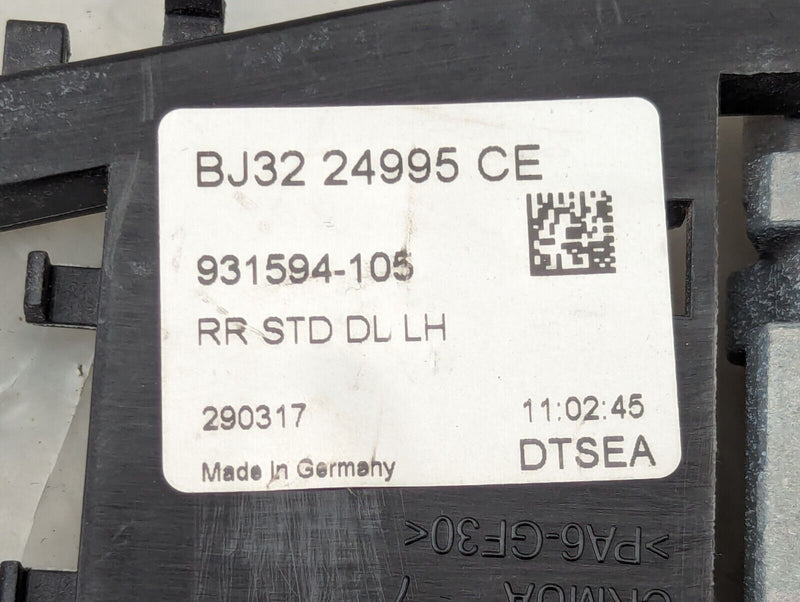 BJ32 24995 CE
931594-105
RR STD DL LH
290317
11:02:45
Made In Germany
DTSEA
>PA6-GF30<